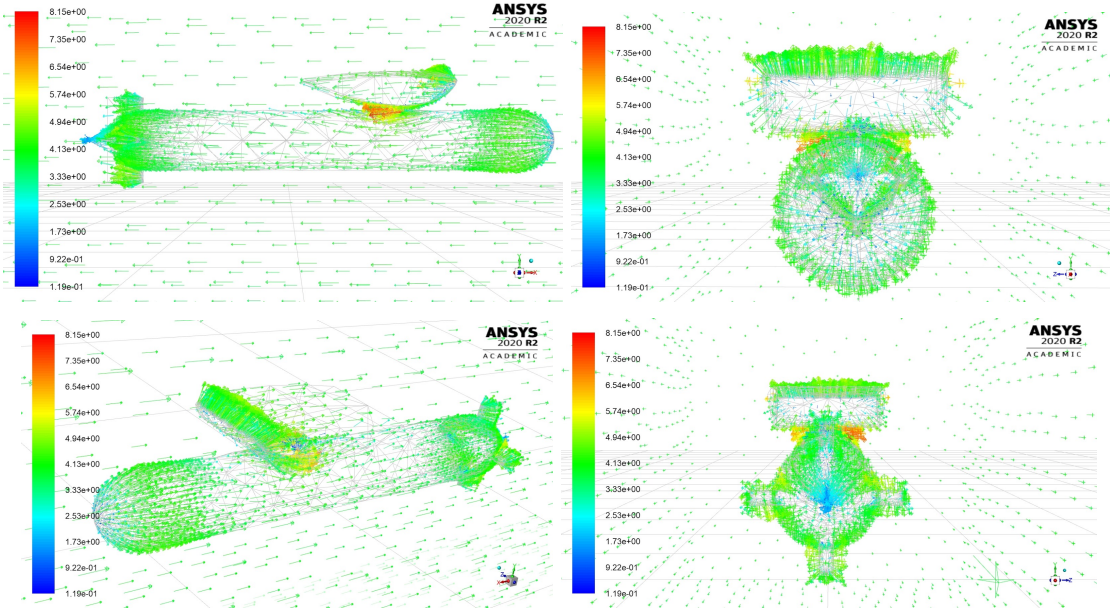 8.15e+00
7.35e+00
6.54e+00
5.74e+00
4.94e+00
4.13e+00
3.33e+00
2.53e+00
1.73e+00
9.22e-01
1.19e-01
ANSYS
2020 R2
ACADEMIC
Y
X
8.15e+00
7.35e+00
6.54e+00
5.74e+00
4.94e+00
4.13e+00
3.33e+00
2.53e+00
1.73e+00
9.22e-01
1.19e-01
ANSYS
2020 R2
ACADEMIC
Y
Z
8.15e+00
7.35e+00
6.54e+00
5.74e+00
4.94e+00
4.13e+00
3.33e+00
2.53e+00
1.73e+00
9.22e-01
1.19e-01
ANSYS
2020 R2
ACADEMIC
Z
X
8.15e+00
7.35e+00
6.54e+00
5.74e+00
4.94e+00
4.13e+00
3.33e+00
2.53e+00
1.73e+00
9.22e-01
1.19e-01
ANSYS
2020 R2
ACADEMIC
Y
Z